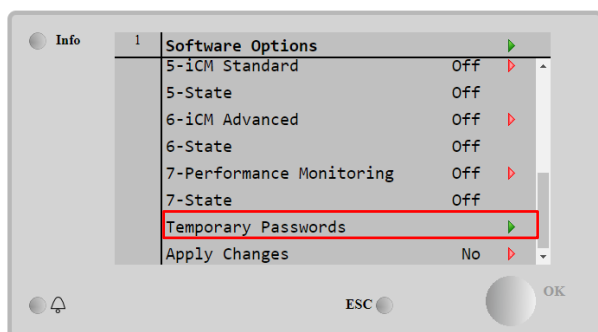 Info
1 Software Options
5-iCM Standard Off
5-State Off
6-iCM Advanced Off
6-State Off
7-Performance Monitoring Off
7-State Off
Temporary Passwords
Apply Changes No
ESC
OK